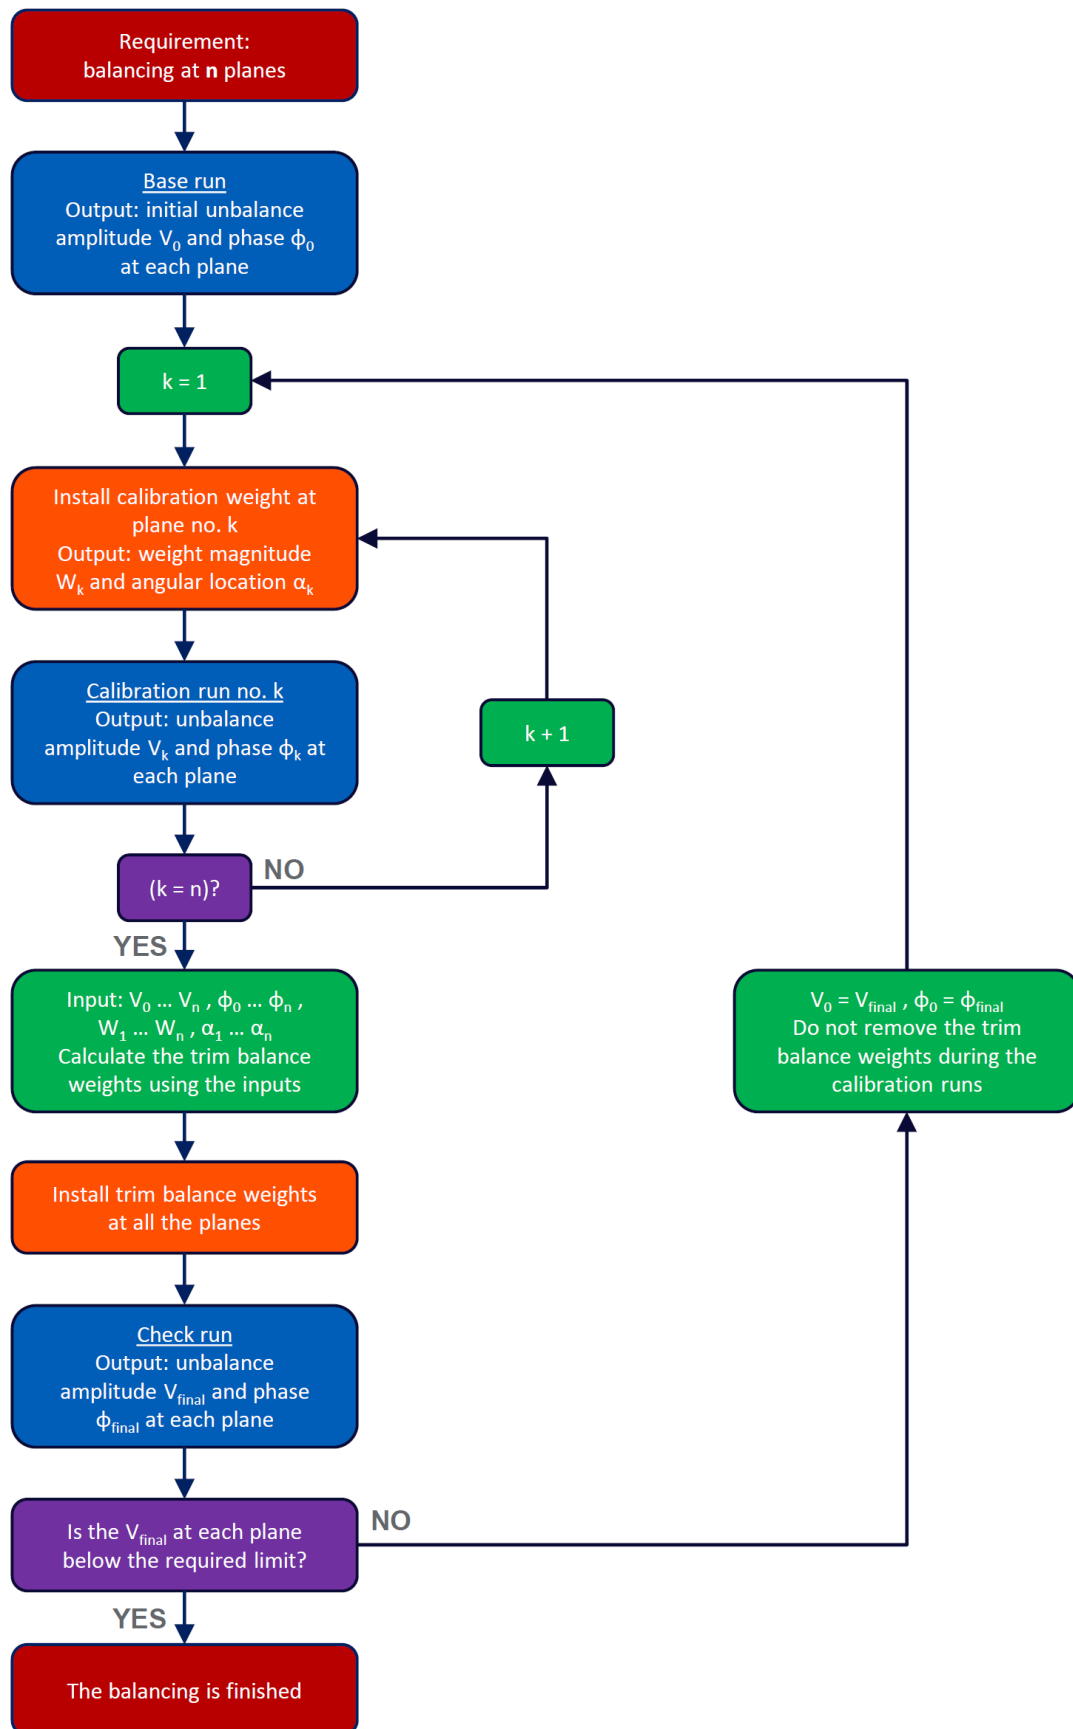 Requirement:
balancing at n planes
Base run
Output: initial unbalance
amplitude V₀ and phase ϕ₀
at each plane
k = 1
Install calibration weight at
plane no. k
Output: weight magnitude
Wₖ and angular location αₖ
Calibration run no. k
Output: unbalance
amplitude Vₖ and phase ϕₖ at
each plane
k + 1
(k = n)?
NO
YES
Input: V₀ ... Vₙ , ϕ₀ ... ϕₙ ,
W₁ ... Wₙ , α₁ ... αₙ
Calculate the trim balance
weights using the inputs
V₀ = V_final , ϕ₀ = ϕ_final
Do not remove the trim
balance weights during the
calibration runs
Install trim balance weights
at all the planes
Check run
Output: unbalance
amplitude V_final and phase
ϕ_final at each plane
Is the V_final at each plane
below the required limit?
NO
YES
The balancing is finished